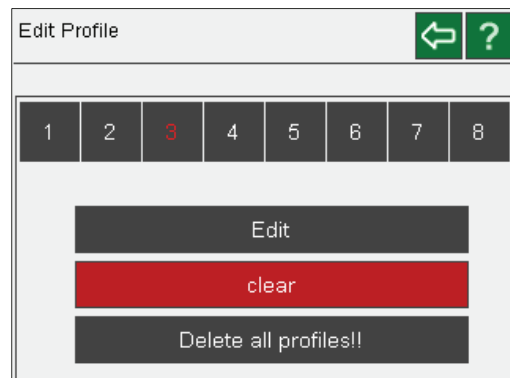 Edit Profile ?
1 2 3 4 5 6 7 8
Edit
clear
Delete all profiles!!